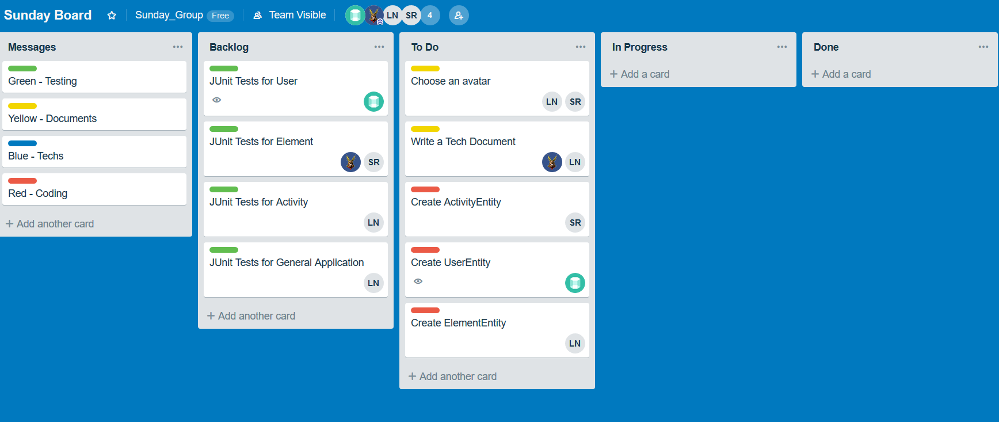 Sunday Board Sunday_Group Free Team Visible LN SR 4
Messages
Green - Testing
Yellow - Documents
Blue - Techs
Red - Coding
+ Add another card
Backlog
JUnit Tests for User
JUnit Tests for Element
SR
JUnit Tests for Activity
LN
JUnit Tests for General Application
LN
+ Add another card
To Do
Choose an avatar
LN SR
Write a Tech Document
LN
Create ActivityEntity
SR
Create UserEntity
Create ElementEntity
LN
+ Add another card
In Progress
+ Add a card
Done
+ Add a card